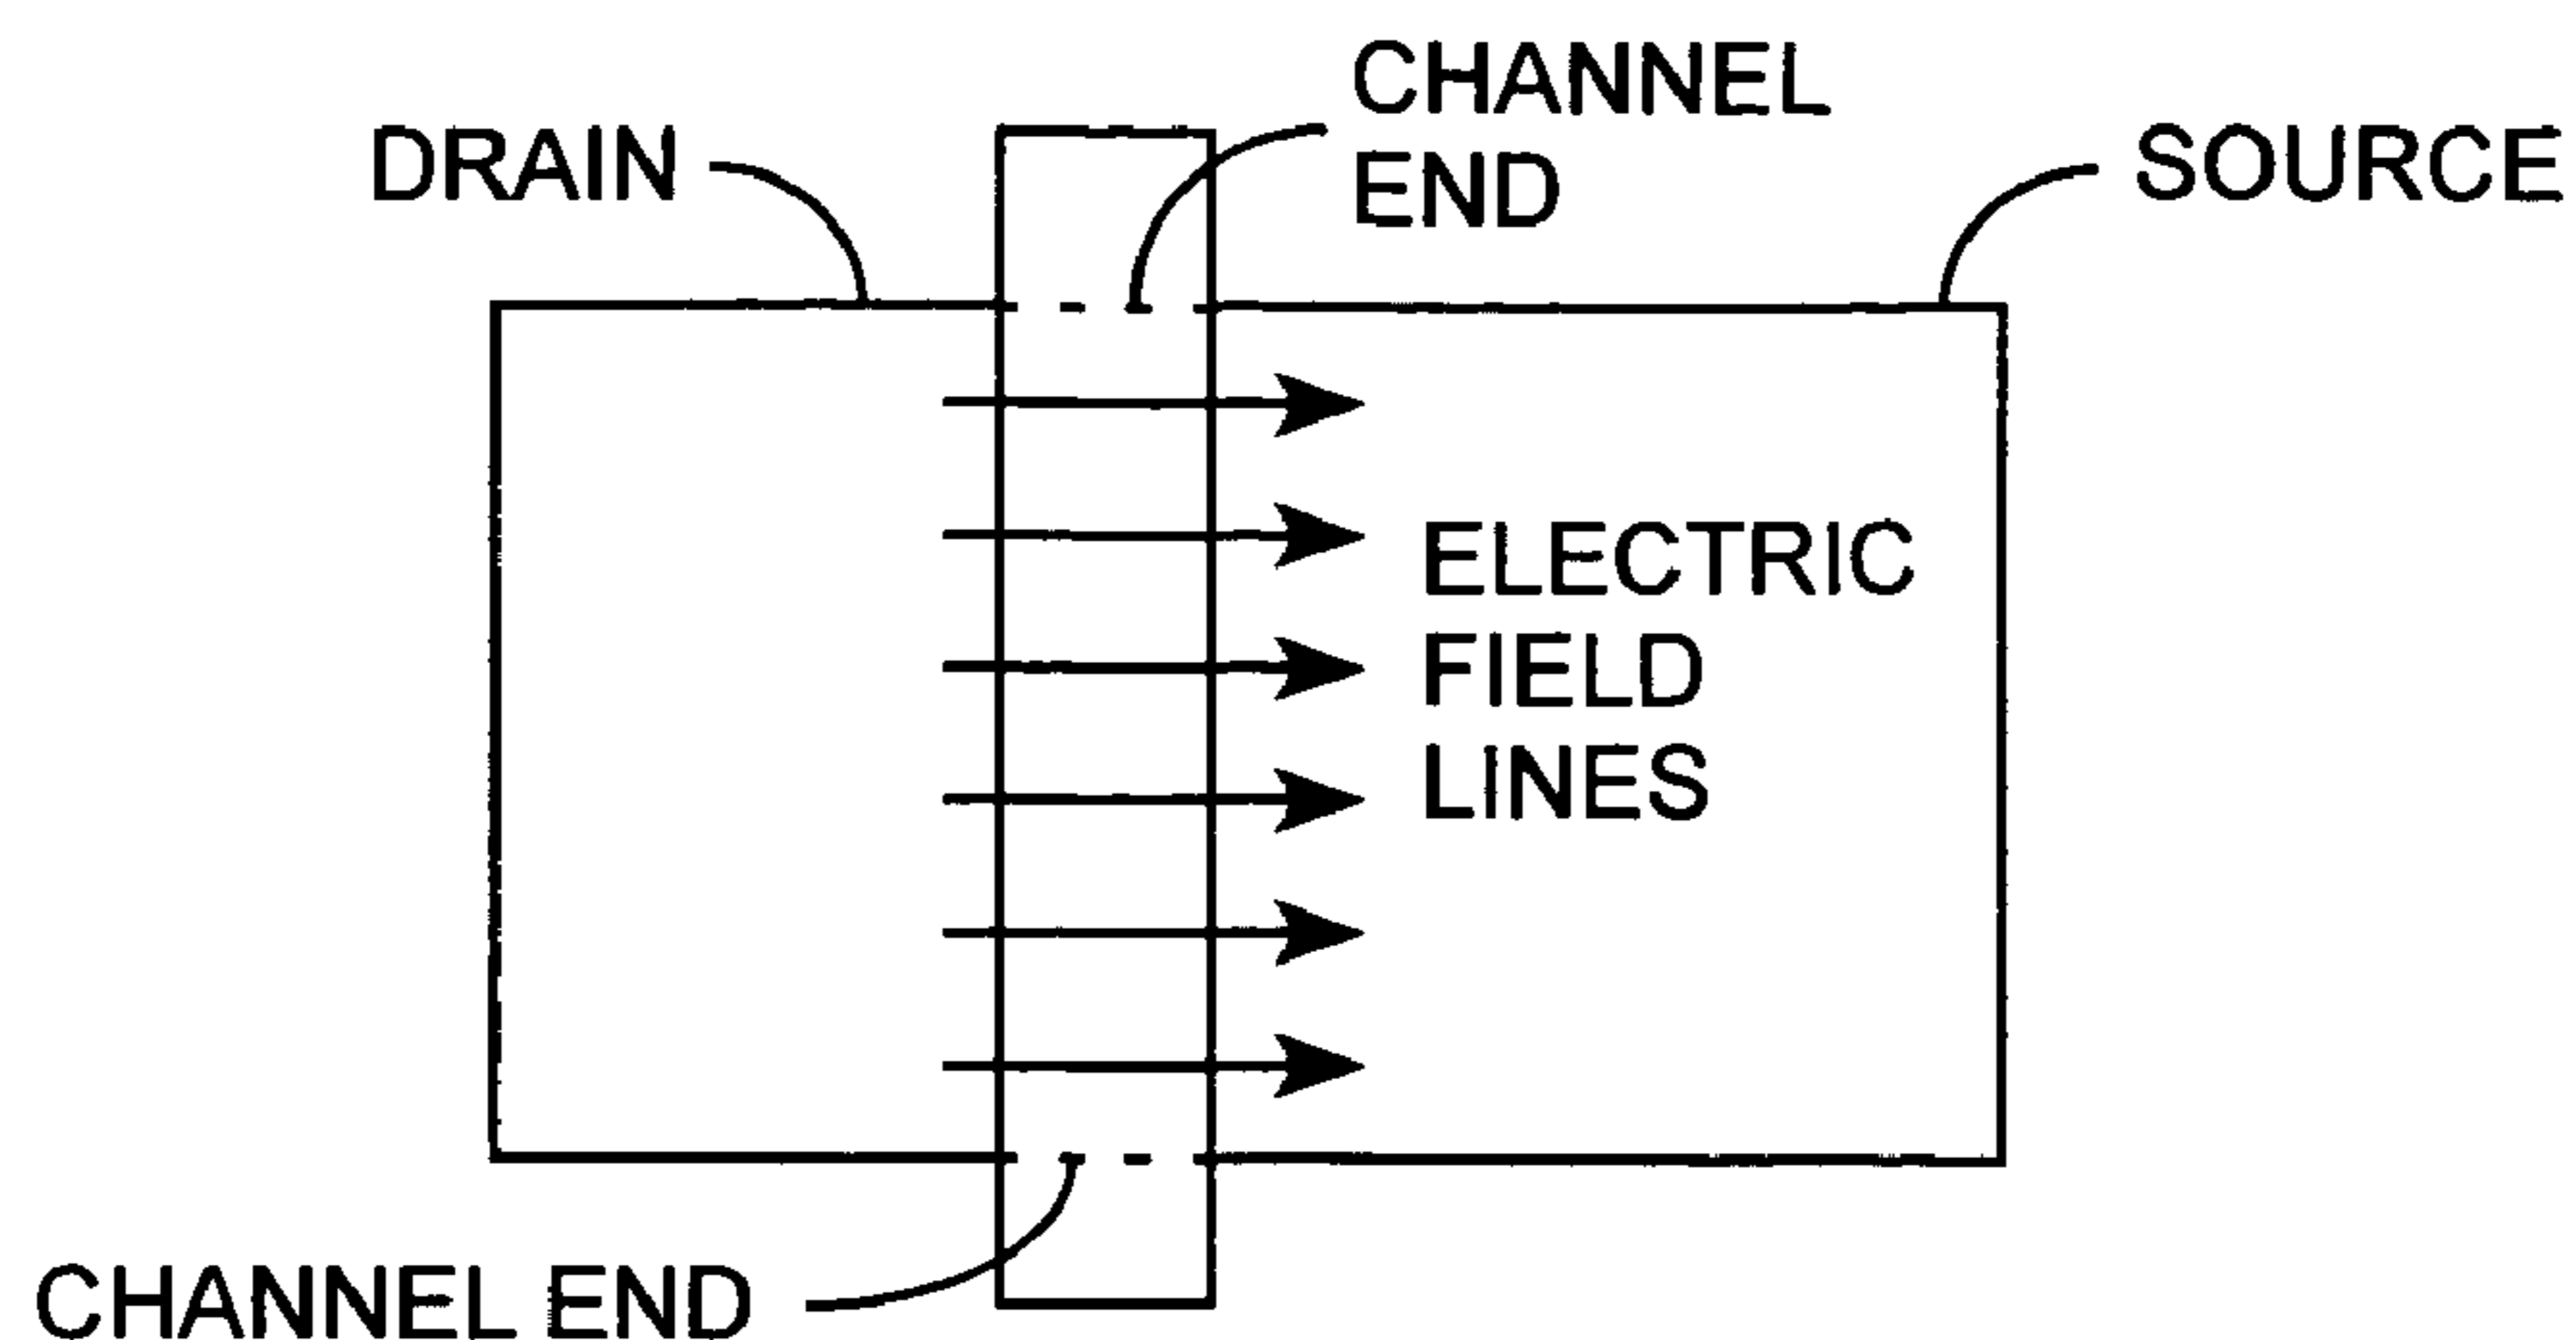 DRAIN
CHANNEL
END
SOURCE
ELECTRIC
FIELD
LINES
CHANNEL END